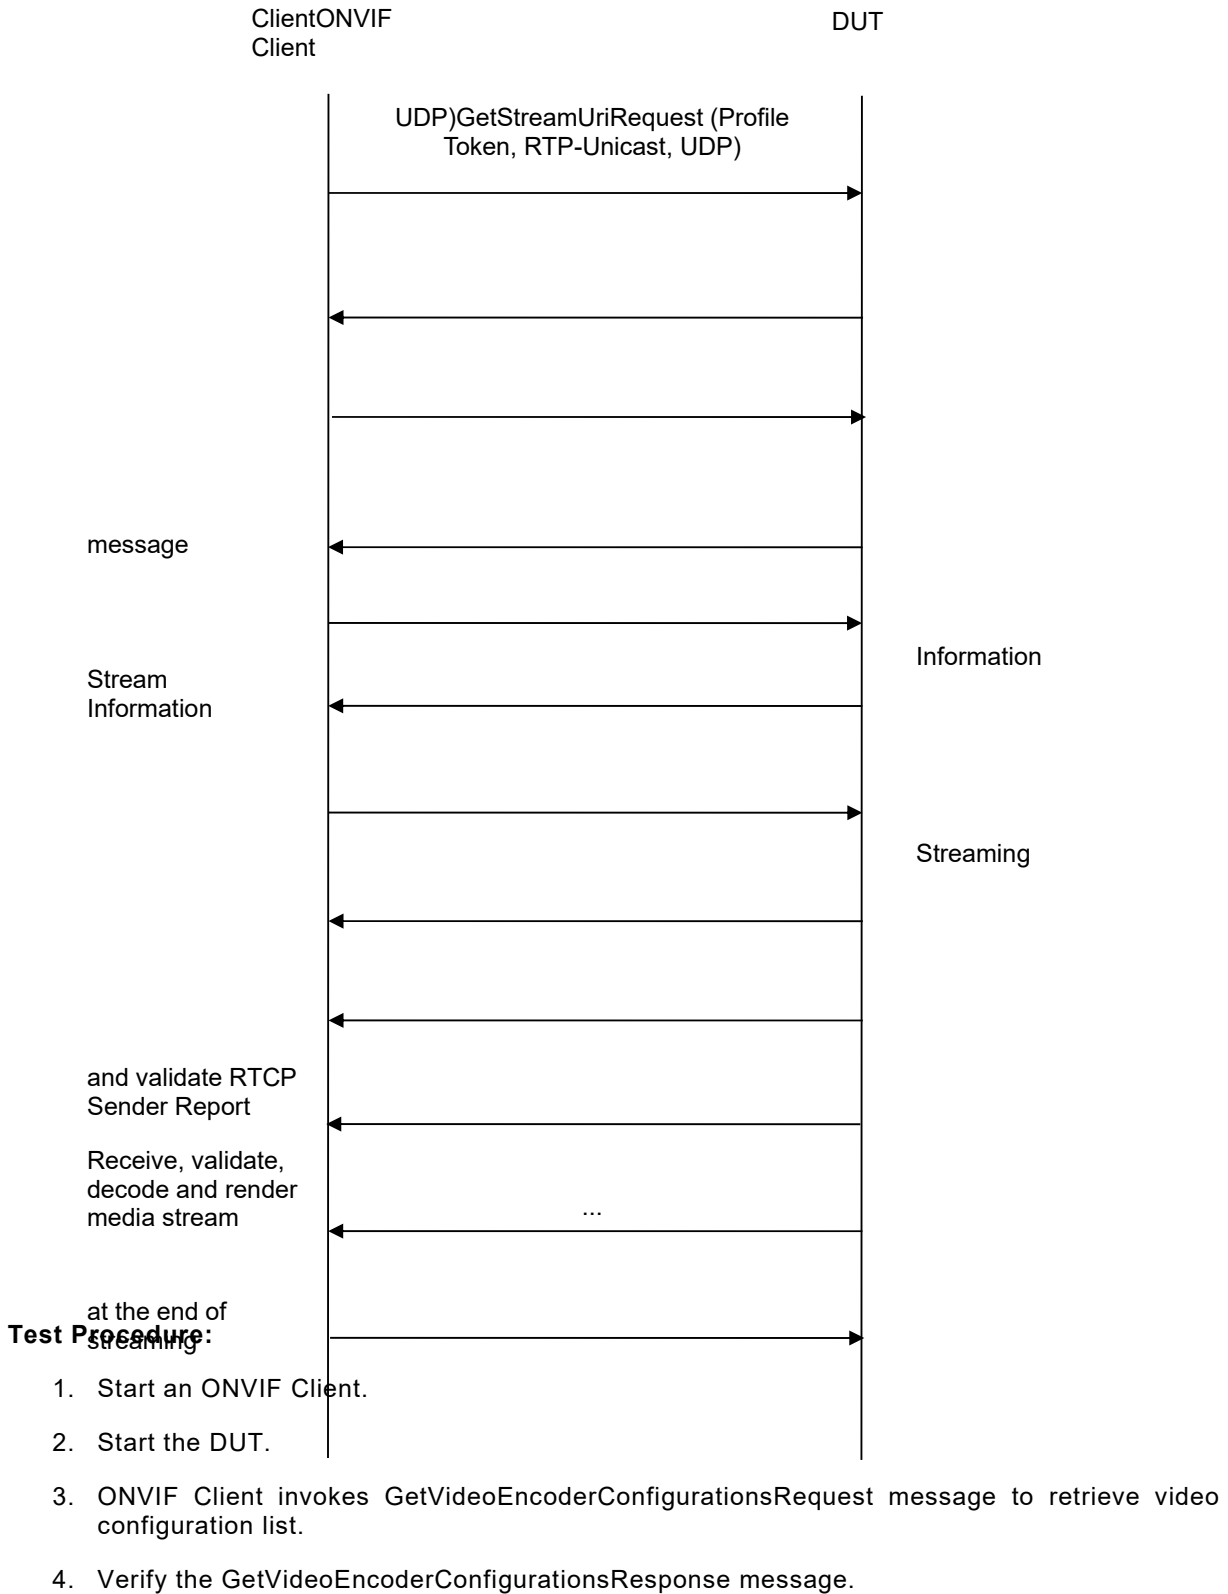 ClientONVIF
Client
DUT
UDP)GetStreamUriRequest (Profile
Token, RTP-Unicast, UDP)
message
Information
Stream
Information
Streaming
and validate RTCP
Sender Report
Receive, validate,
decode and render
media stream
...
at the end of
streaming
Test Procedure:
1. Start an ONVIF Client.
2. Start the DUT.
3. ONVIF Client invokes GetVideoEncoderConfigurationsRequest message to retrieve video
configuration list.
4. Verify the GetVideoEncoderConfigurationsResponse message.